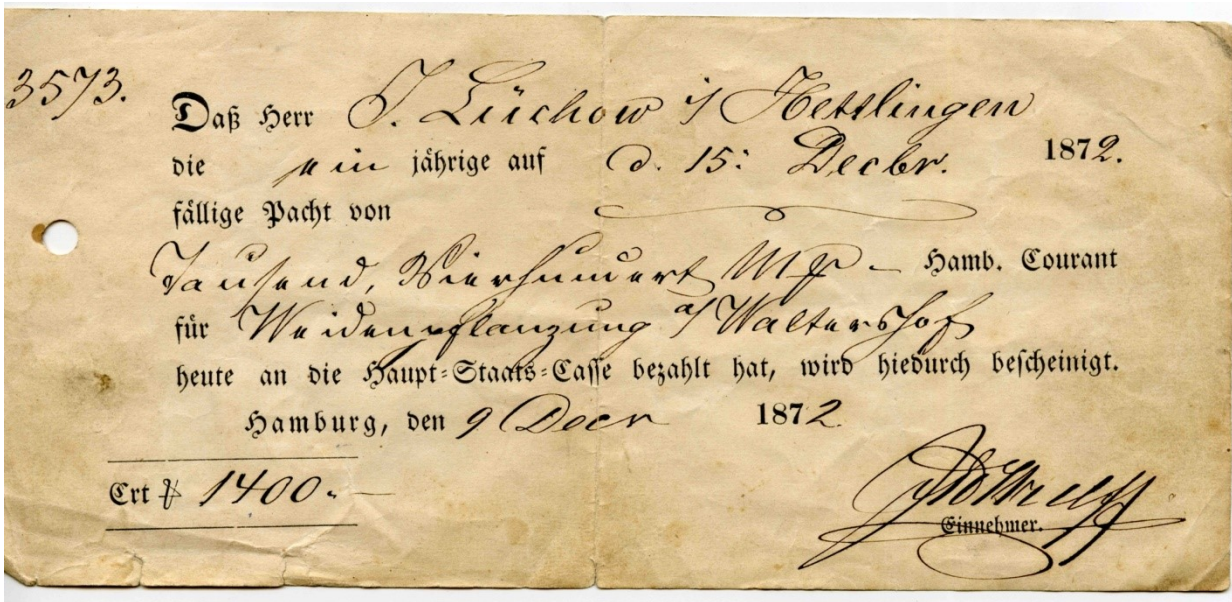 3573.
Daß Herr J. Lüchow i/ Hettlingen
die ein jährige auf d. 15: Decbr. 1872.
fällige Pacht von
Tausend, Vierhundert Mk – Hamb. Courant
für Weidenpflanzung a/ Waltershof
heute an die Haupt-Staats-Casse bezahlt hat, wird hiedurch bescheinigt.
Hamburg, den 9 Decr 1872.
Crt 1400.-
Einnehmer.